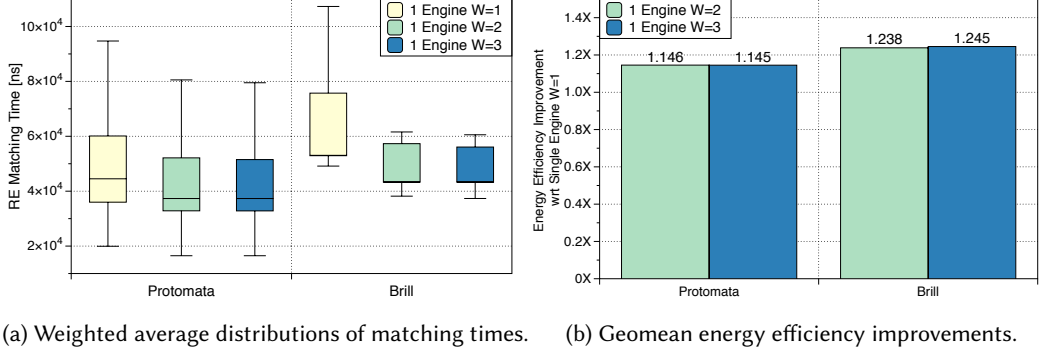 RE Matching Time [ns]
10×10⁴
8×10⁴
6×10⁴
4×10⁴
2×10⁴
1 Engine W=1
1 Engine W=2
1 Engine W=3
Protomata
Brill
(a) Weighted average distributions of matching times.
Energy Efficiency Improvement
wrt Single Engine W=1
1.4X
1.2X
1.0X
0.8X
0.6X
0.4X
0.2X
0X
1 Engine W=2
1 Engine W=3
1.146
1.145
1.238
1.245
Protomata
Brill
(b) Geomean energy efficiency improvements.